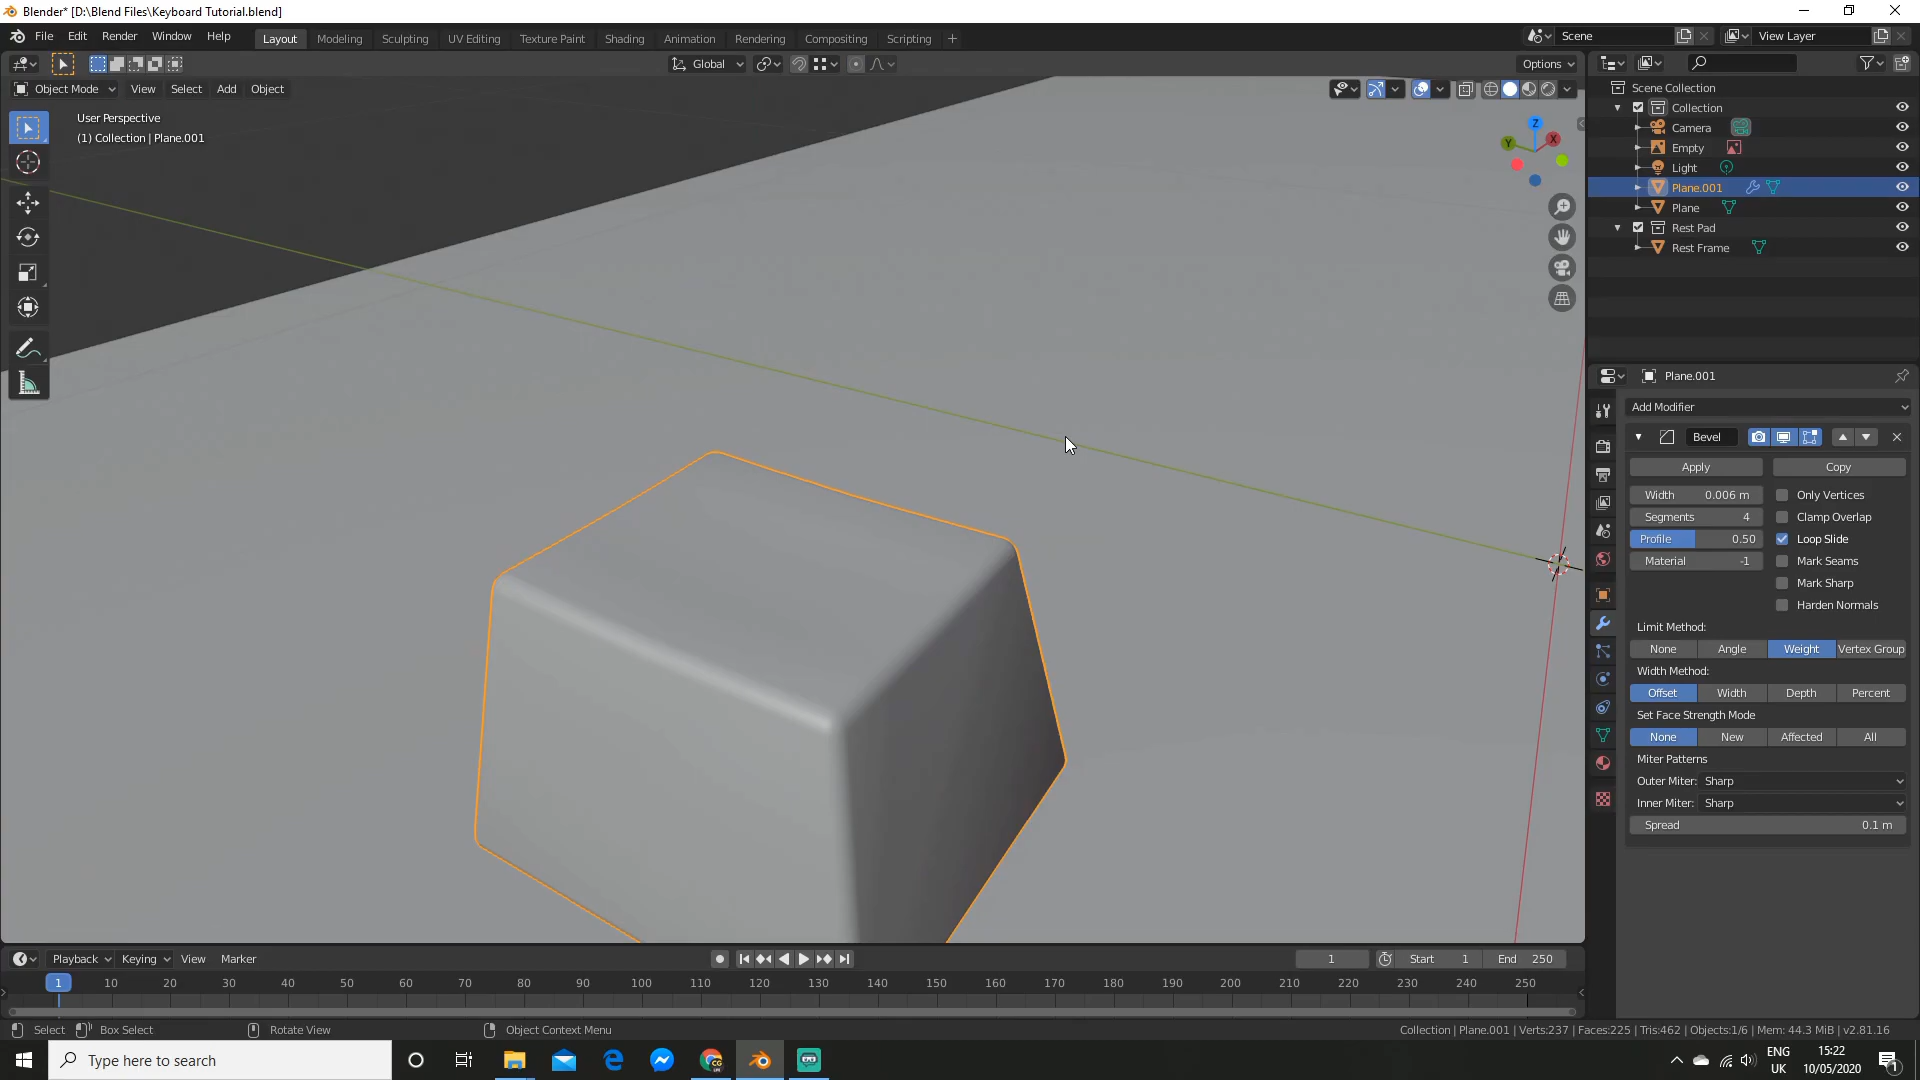 Blender* [D:\Blend Files\Keyboard Tutorial.blend]
File Edit Render Window Help
Layout Modeling Sculpting UV Editing Texture Paint Shading Animation Rendering Compositing Scripting
Scene
View Layer
Global
Options
Object Mode View Select Add Object
User Perspective
(1) Collection | Plane.001
Z
Y
X
Scene Collection
Collection
Camera
Empty
Light
Plane.001
Plane
Rest Pad
Rest Frame
Plane.001
Add Modifier
Bevel
Apply Copy
Width 0.006 m Only Vertices
Segments 4 Clamp Overlap
Profile 0.50 Loop Slide
Material -1 Mark Seams
Mark Sharp
Harden Normals
Limit Method:
None Angle Weight Vertex Group
Width Method:
Offset Width Depth Percent
Set Face Strength Mode
None New Affected All
Miter Patterns
Outer Miter: Sharp
Inner Miter: Sharp
Spread 0.1 m
Playback Keying View Marker
1 Start 1 End 250
1 10 20 30 40 50 60 70 80 90 100 110 120 130 140 150 160 170 180 190 200 210 220 230 240 250
Select Box Select Rotate View Object Context Menu
Collection | Plane.001 | Verts:237 | Faces:225 | Tris:462 | Objects:1/6 | Mem: 44.3 MiB | v2.81.16
Type here to search
ENG
UK
15:22
10/05/2020
1